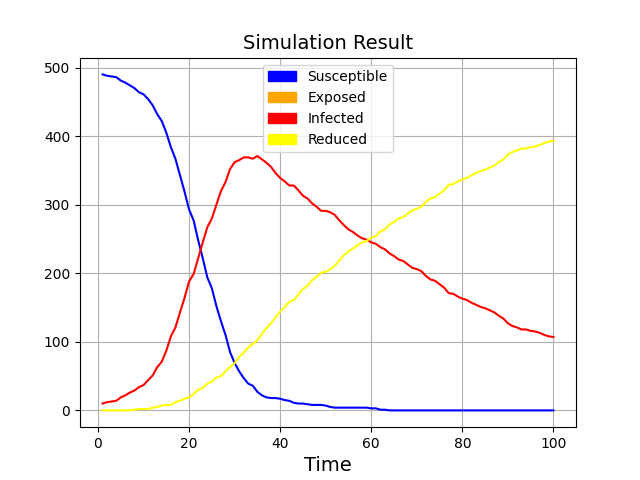 Simulation Result
500
400
300
200
100
0
Susceptible
Exposed
Infected
Reduced
0 20 40 60 80 100
Time